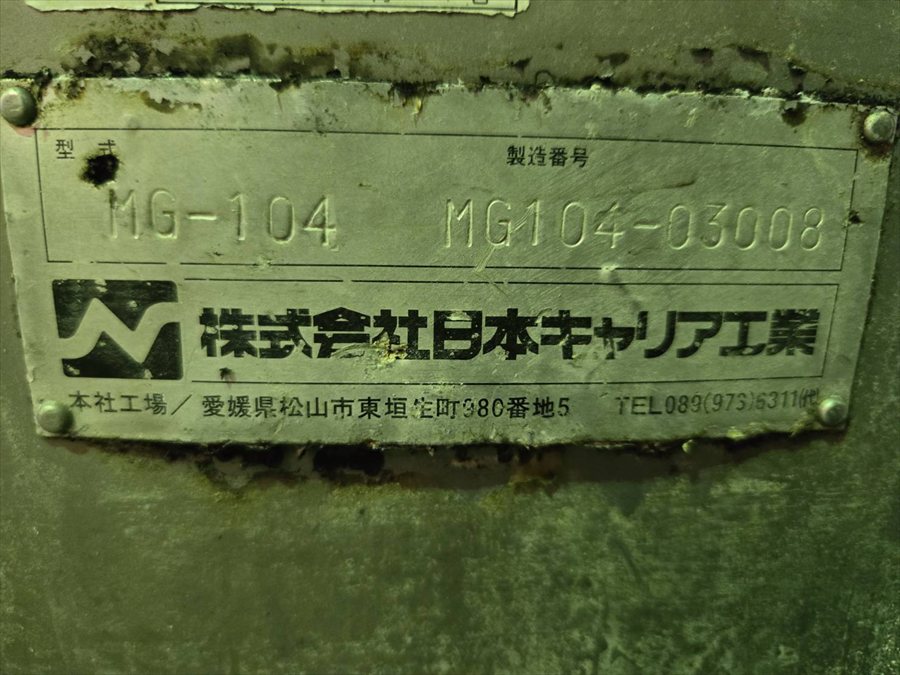 型式 製造番号
MG-104 MG104-03008
株式会社日本キャリア工業
本社工場/愛媛県松山市東垣生町980番地5 TEL089(973)6311(代)